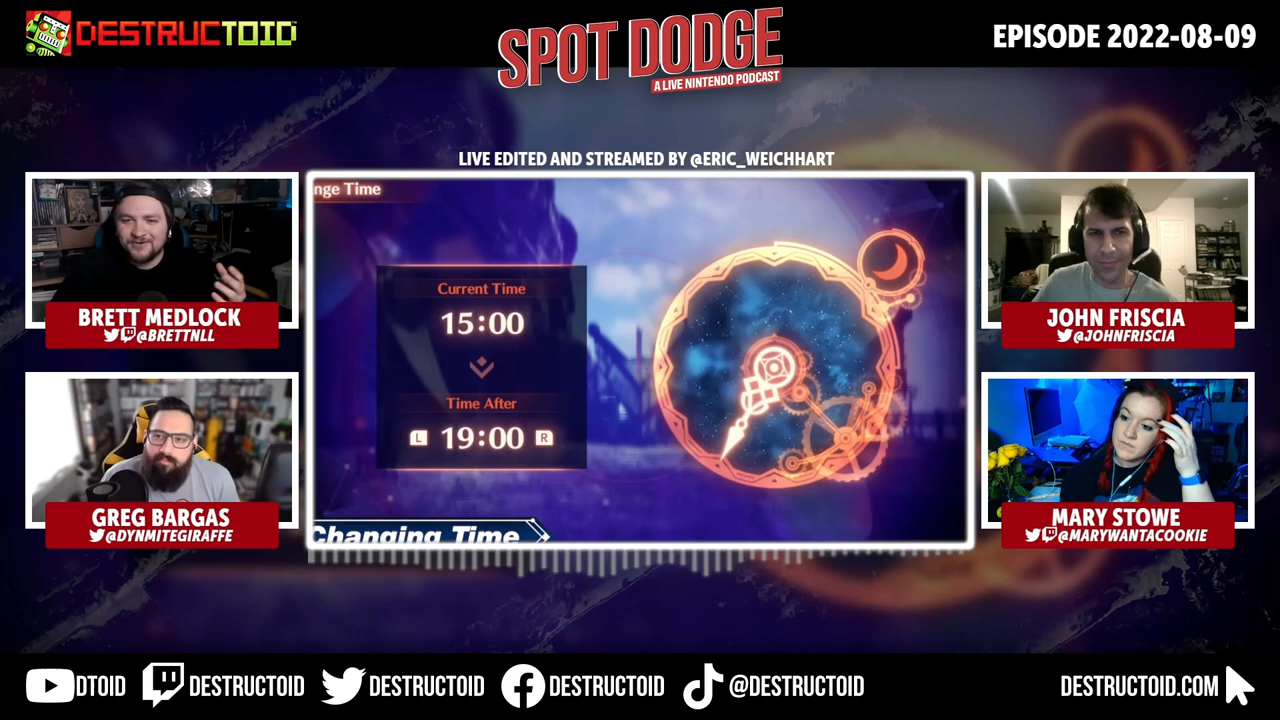 DESTRUCTOID
SPOT DODGE
A LIVE NINTENDO PODCAST
EPISODE 2022-08-09
LIVE EDITED AND STREAMED BY @ERIC_WEICHHART
nge Time
Current Time
15:00
Time After
L 19:00 R
Changing Time
BRETT MEDLOCK
@BRETTNLL
GREG BARGAS
@DYNMITEGIRAFFE
JOHN FRISCIA
@JOHNFRISCIA
MARY STOWE
@MARYWANTACOOKIE
DTOID DESTRUCTOID DESTRUCTOID DESTRUCTOID @DESTRUCTOID DESTRUCTOID.COM